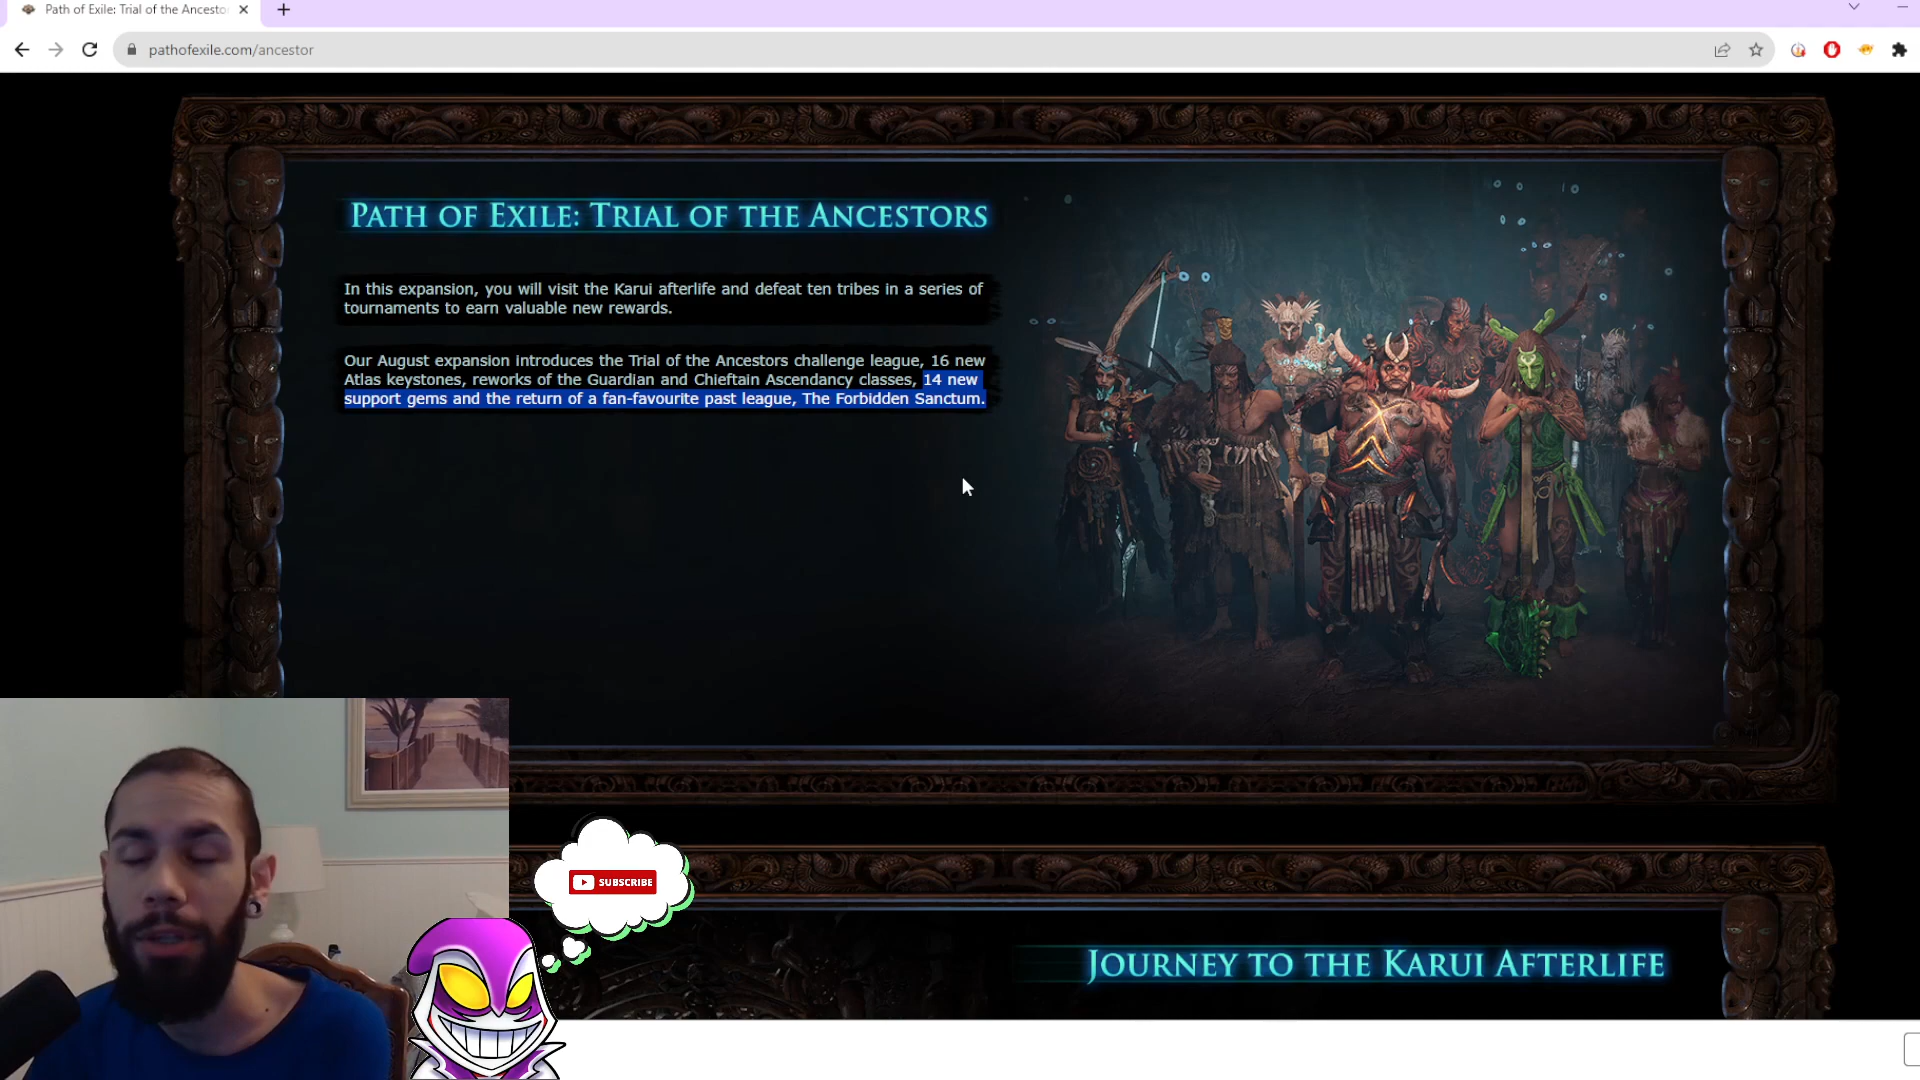 Path of Exile: Trial of the Ancesto
pathofexile.com/ancestor
PATH OF EXILE: TRIAL OF THE ANCESTORS
In this expansion, you will visit the Karui afterlife and defeat ten tribes in a series of
tournaments to earn valuable new rewards.
Our August expansion introduces the Trial of the Ancestors challenge league, 16 new
Atlas keystones, reworks of the Guardian and Chieftain Ascendancy classes, 14 new
support gems and the return of a fan-favourite past league, The Forbidden Sanctum.
SUBSCRIBE
JOURNEY TO THE KARUI AFTERLIFE